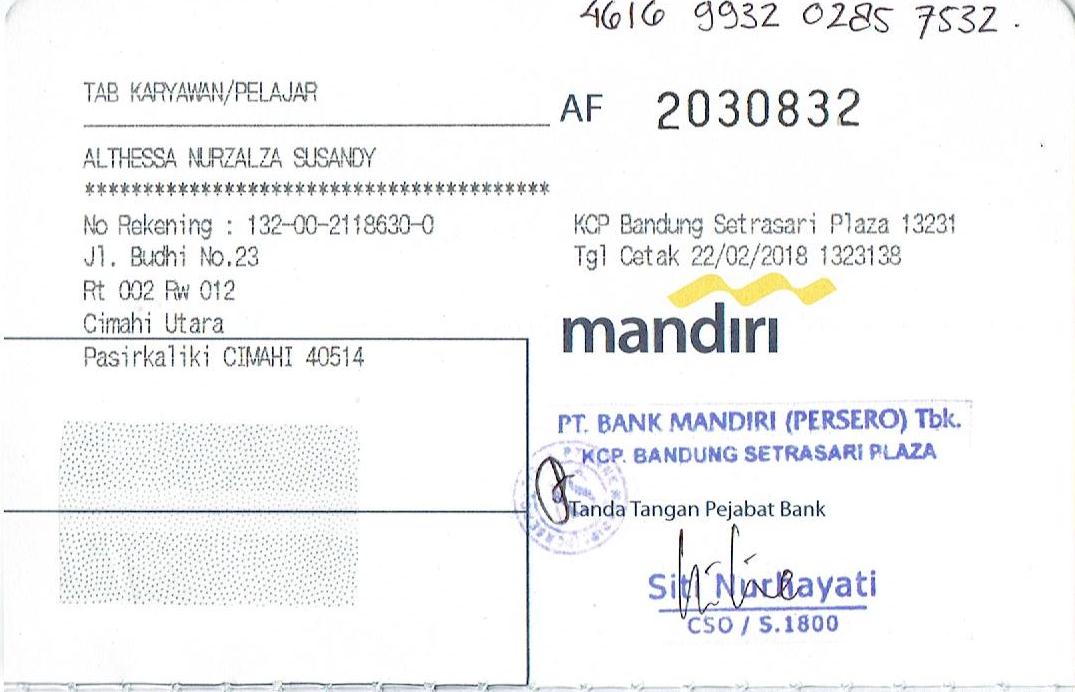 4616 9932 0285 7532.
TAB KARYAWAN/PELAJAR
AF 2030832
ALTHESSA NURZALZA SUSANDY
****************************************
No Rekening : 132-00-2118630-0
Jl. Budhi No.23
Rt 002 Rw 012
Cimahi Utara
Pasirkaliki CIMAHI 40514
KCP Bandung Setrasari Plaza 13231
Tgl Cetak 22/02/2018 1323138
mandiri
PT. BANK MANDIRI (PERSERO) Tbk.
KCP. BANDUNG SETRASARI PLAZA
Tanda Tangan Pejabat Bank
Siti Nurhayati
CSO / S.1800